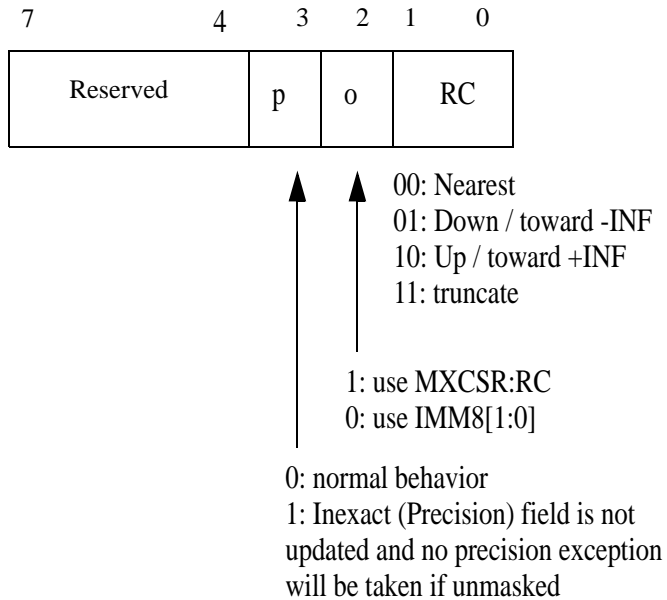 7 4 3 2 1 0
Reserved p o RC
00: Nearest
01: Down / toward -INF
10: Up / toward +INF
11: truncate
1: use MXCSR:RC
0: use IMM8[1:0]
0: normal behavior
1: Inexact (Precision) field is not
updated and no precision exception
will be taken if unmasked